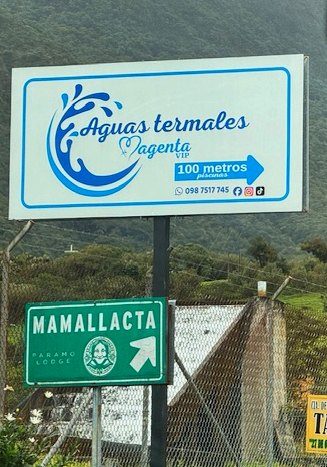 Aguas termales
Magenta
VIP
100 metros
piscinas
098 7517 745
MAMALLACTA
PARAMO
LODGE